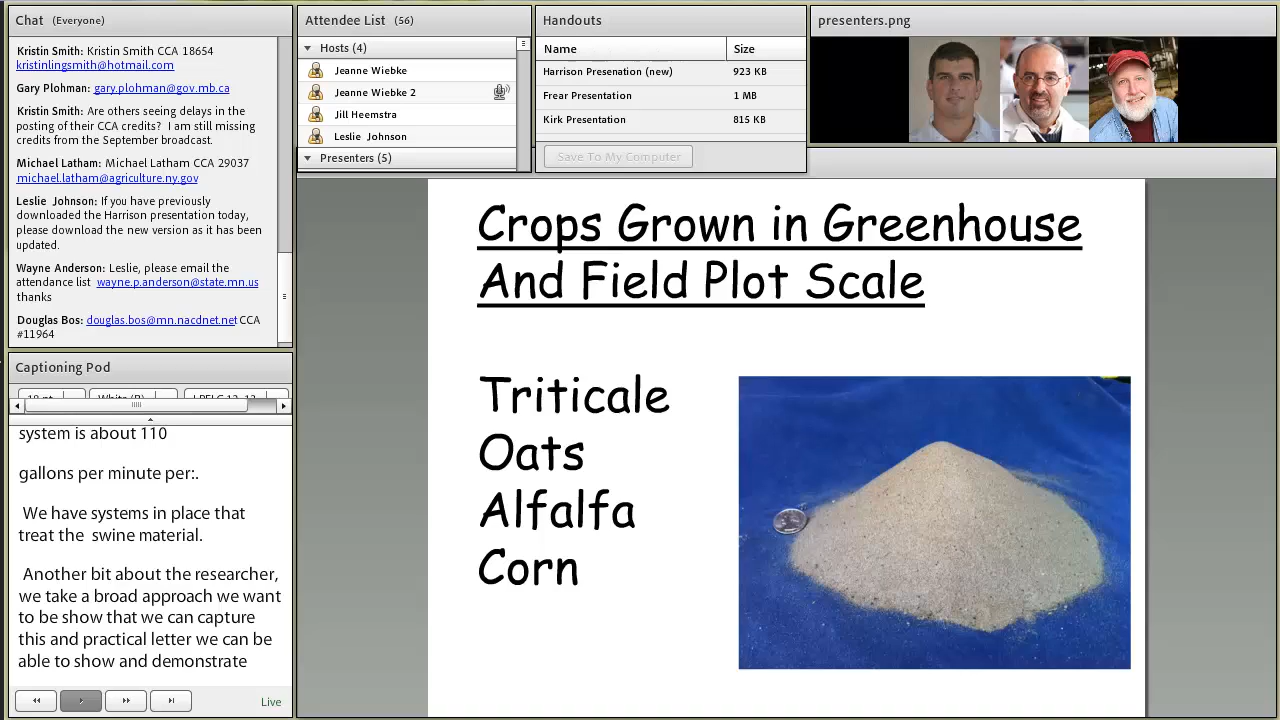 Chat (Everyone)
Kristin Smith: Kristin Smith CCA 18654
kristinlingsmith@hotmail.com
Gary Plohman: gary.plohman@gov.mb.ca
Kristin Smith: Are others seeing delays in the
posting of their CCA credits? I am still missing
credits from the September broadcast.
Michael Latham: Michael Latham CCA 29037
michael.latham@agriculture.ny.gov
Leslie Johnson: If you have previously
downloaded the Harrison presentation today,
please download the new version as it has been
updated.
Wayne Anderson: Leslie, please email the
attendance list wayne.p.anderson@state.mn.us
thanks
Douglas Bos: douglas.bos@mn.nacdnet.net CCA
#11964
Captioning Pod
system is about 110
gallons per minute per:.
We have systems in place that
treat the swine material.
Another bit about the researcher,
we take a broad approach we want
to be show that we can capture
this and practical letter we can be
able to show and demonstrate
Live
Attendee List (56)
Hosts (4)
Jeanne Wiebke
Jeanne Wiebke 2
Jill Heemstra
Leslie Johnson
Presenters (5)
Handouts
Name Size
Harrison Presenation (new) 923 KB
Frear Presentation 1 MB
Kirk Presentation 815 KB
Save To My Computer
presenters.png
Crops Grown in Greenhouse
And Field Plot Scale
Triticale
Oats
Alfalfa
Corn